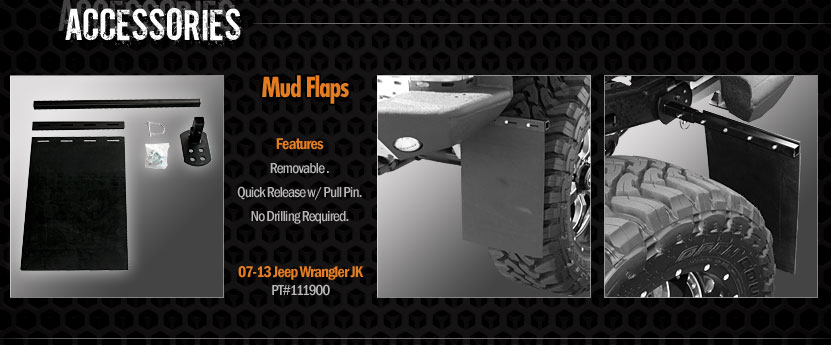 ACCESSORIES
Mud Flaps
Features
Removable.
Quick Release w/ Pull Pin.
No Drilling Required.
07-13 Jeep Wrangler JK
PT#111900